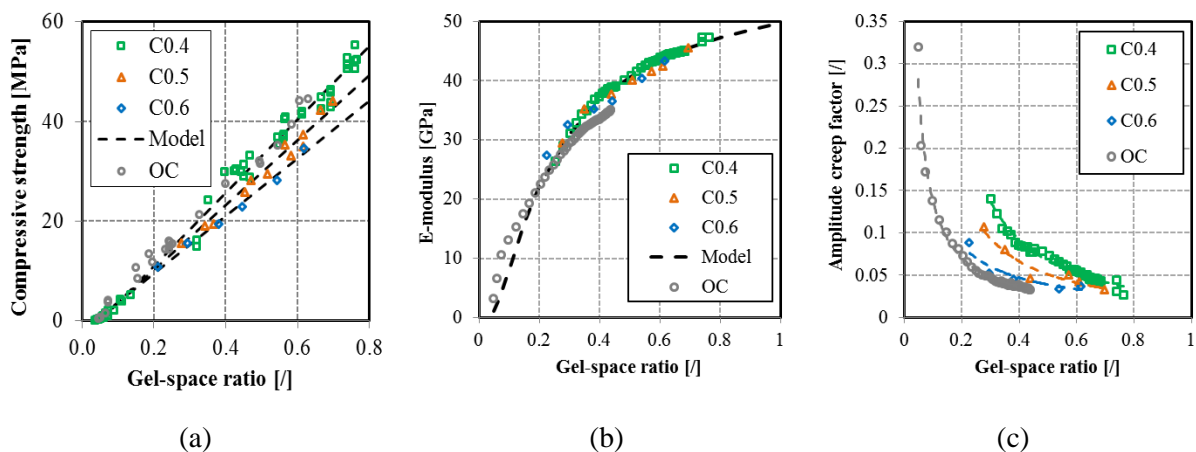 Compressive strength [MPa]
60
40
20
0
0
0.2
0.4
0.6
0.8
Gel-space ratio [/]
C0.4
C0.5
C0.6
Model
OC
(a)
E-modulus [GPa]
50
40
30
20
10
0
0
0.2
0.4
0.6
0.8
1
Gel-space ratio [/]
C0.4
C0.5
C0.6
Model
OC
(b)
Amplitude creep factor [/]
0.35
0.3
0.25
0.2
0.15
0.1
0.05
0
0
0.2
0.4
0.6
0.8
1
Gel-space ratio [/]
C0.4
C0.5
C0.6
OC
(c)